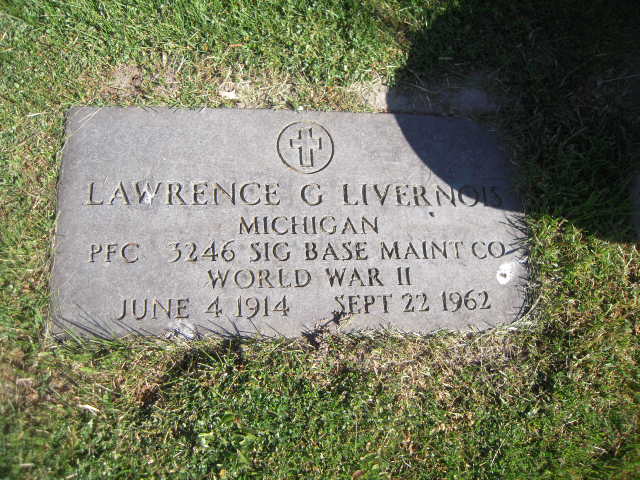 LAWRENCE G LIVERNOIS
MICHIGAN
PFC 3246 SIG BASE MAINT CO
WORLD WAR II
JUNE 4 1914 SEPT 22 1962